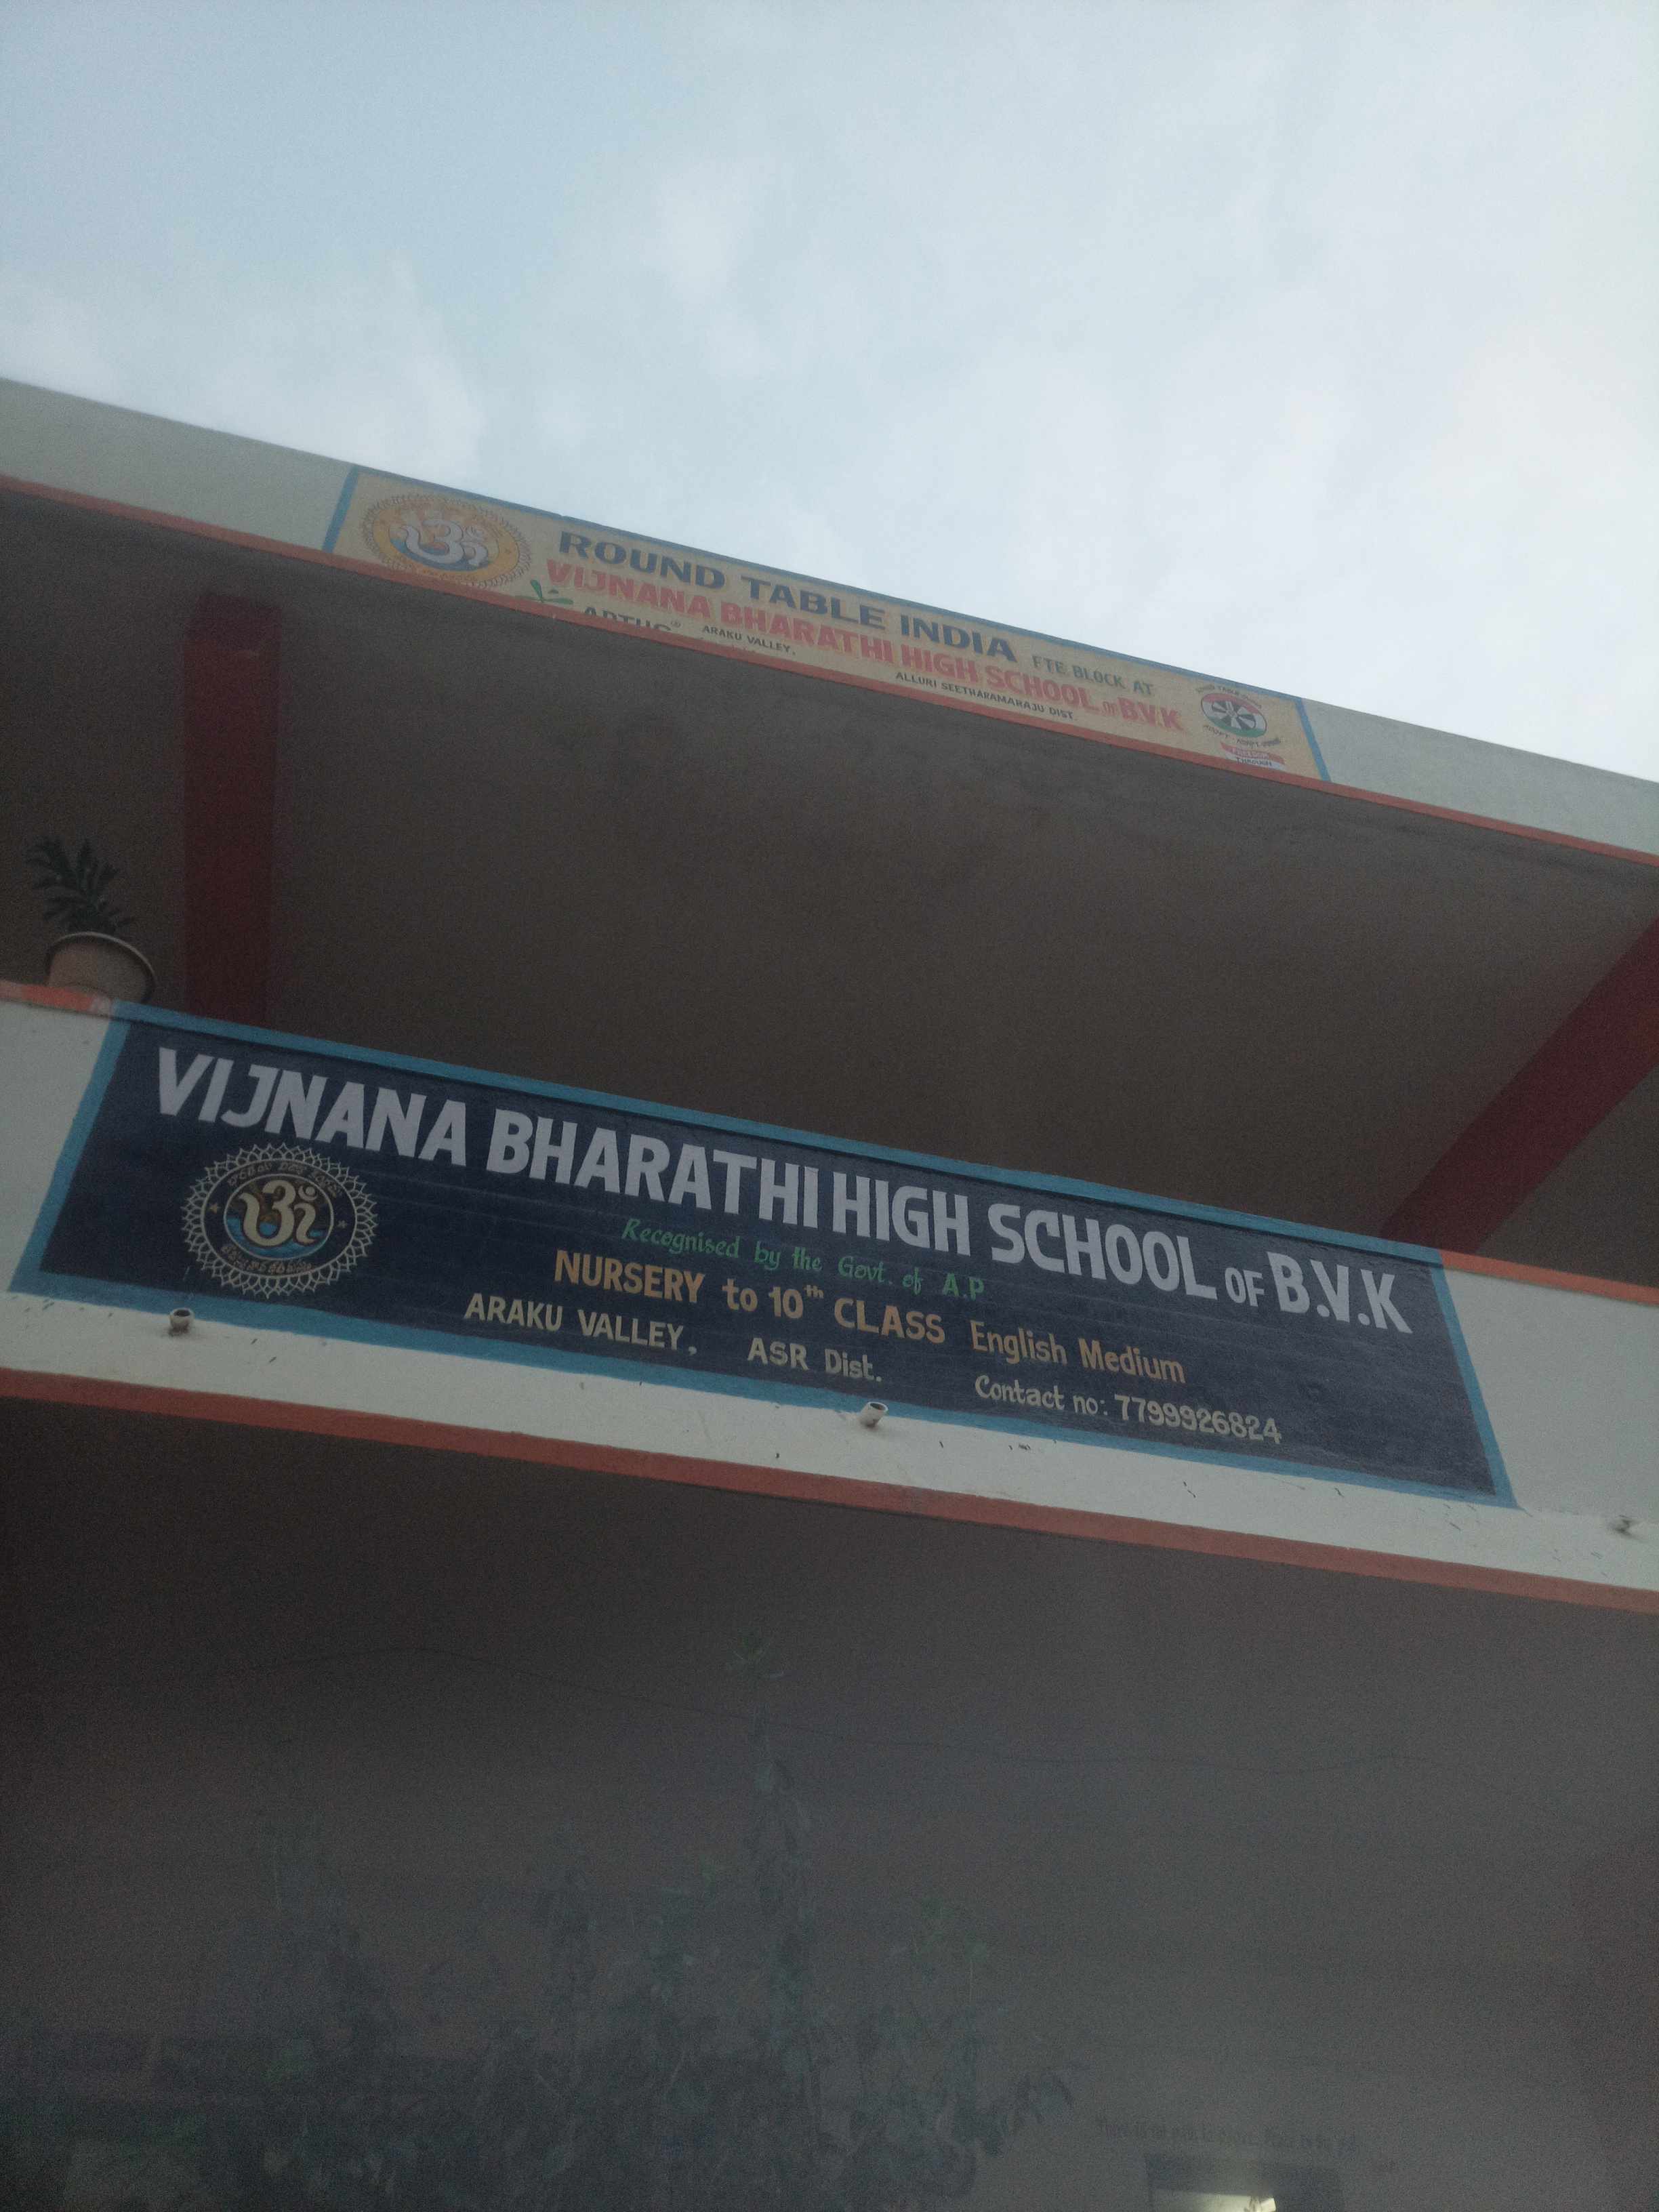 ROUND TABLE INDIA FTE BLOCK AT
VIJNANA BHARATHI HIGH SCHOOL OF B.V.K
ARAKU VALLEY,
ALLURI SEETHARAMARAJU DIST.
VIJNANA BHARATHI HIGH SCHOOL OF B.V.K
Recognised by the Govt. of A.P
NURSERY to 10th CLASS English Medium
ARAKU VALLEY, ASR Dist.
Contact no: 7799926824